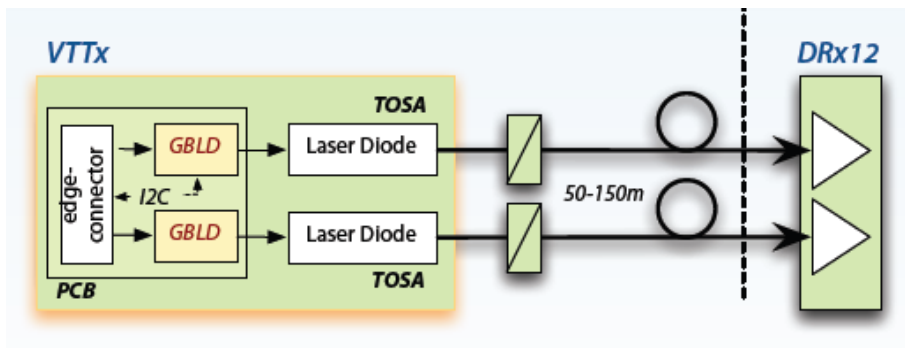 VTTx
DRx12
TOSA
GBLD
Laser Diode
edge-
connector
I2C
50-150m
GBLD
Laser Diode
PCB
TOSA